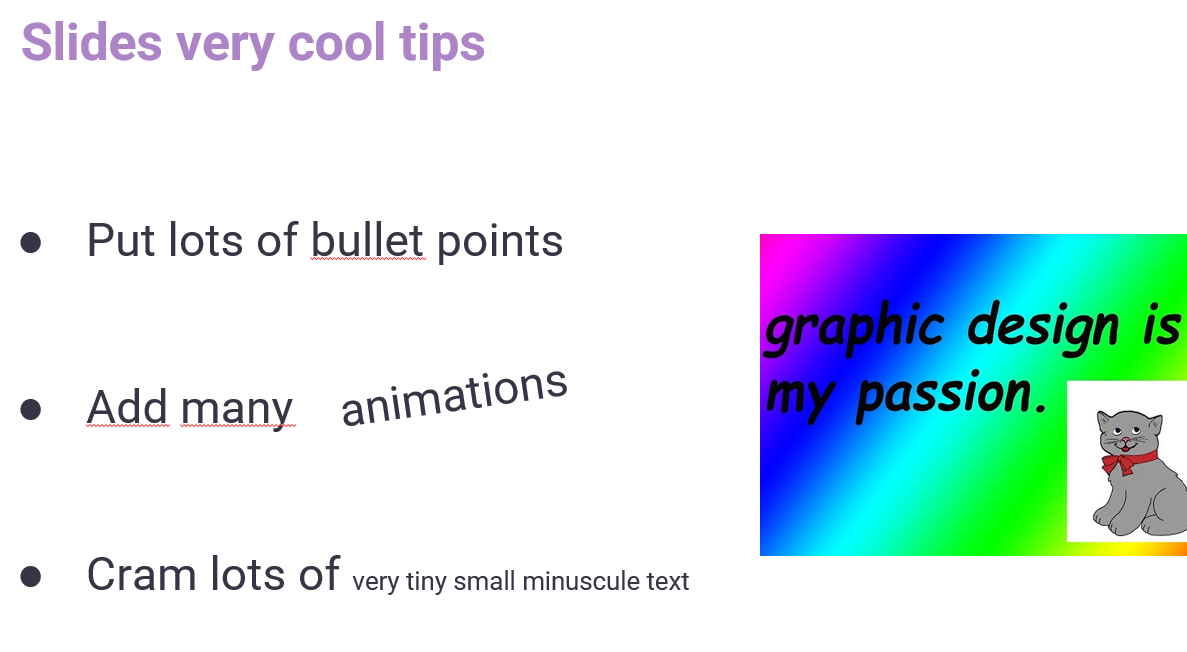 Slides very cool tips
● Put lots of bullet points
● Add many animations
● Cram lots of very tiny small minuscule text
graphic design is
my passion.